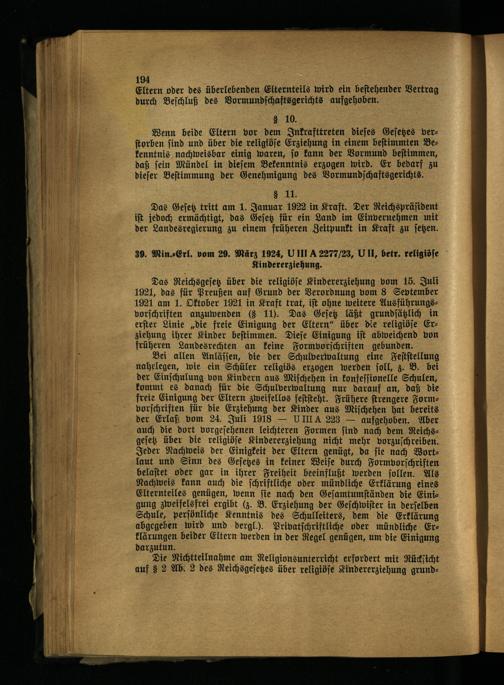 194
Eltern oder des überlebenden Elternteils wird ein bestehender Vertrag
durch Beschluß des Vormundschaftsgerichts aufgehoben.
§ 10.
Wenn beide Eltern vor dem Inkrafttreten dieses Gesetzes ver-
storben sind und über die religiöse Erziehung in einem bestimmten Be-
kenntnis nachweisbar einig waren, so kann der Vormund bestimmen,
daß sein Mündel in diesem Bekenntnis erzogen wird. Er bedarf zu
dieser Bestimmung der Genehmigung des Vormundschaftsgerichts.
§ 11.
Das Gesetz tritt am 1. Januar 1922 in Kraft. Der Reichspräsident
ist jedoch ermächtigt, das Gesetz für ein Land im Einvernehmen mit
der Landesregierung zu einem früheren Zeitpunkt in Kraft zu setzen.
39. Min.-Erl. vom 29. März 1924, U III A 2277/23, U II, betr. religiöse
Kindererziehung.
Das Reichsgesetz über die religiöse Kindererziehung vom 15. Juli
1921, das für Preußen auf Grund der Verordnung vom 8 September
1921 am 1. Oktober 1921 in Kraft trat, ist ohne weitere Ausführungs-
vorschriften anzuwenden (§ 11). Das Gesetz läßt grundsätzlich in
erster Linie „die freie Einigung der Eltern“ über die religiöse Er-
ziehung ihrer Kinder bestimmen. Diese Einigung ist abweichend von
früheren Landesrechten an keine Formvorschriften gebunden.
Bei allen Anlässen, die der Schulverwaltung eine Feststellung
nahelegen, wie ein Schüler religiös erzogen werden soll, z. B. bei
der Einschulung von Kindern aus Mischehen in konfessionelle Schulen,
kommt es danach für die Schulverwaltung nur darauf an, daß die
freie Einigung der Eltern zweifellos feststeht. Frühere strengere Form-
vorschriften für die Erziehung der Kinder aus Mischehen hat bereits
der Erlaß vom 24. Juli 1918 — U III A 223 — aufgehoben. Aber
auch die dort vorgesehenen leichteren Formen sind nach dem Reichs-
gesetz über die religiöse Kindererziehung nicht mehr vorzuschreiben.
Jeder Nachweis der Einigkeit der Eltern genügt, da sie nach Wort-
laut und Sinn des Gesetzes in keiner Weise durch Formvorschriften
belastet oder gar in ihrer Freiheit beeinflußt werden sollen. Als
Nachweis kann auch die schriftliche oder mündliche Erklärung eines
Elternteiles genügen, wenn sie nach den Gesamtumständen die Eini-
gung zweifelsfrei ergibt (z. B. Erziehung der Geschwister in derselben
Schule, persönliche Kenntnis des Schulleiters, dem die Erklärung
abgegeben wird und dergl.). Privatschriftliche oder mündliche Er-
klärungen beider Eltern werden in der Regel genügen, um die Einigung
darzutun.
Die Nichtteilnahme am Religionsunterricht erfordert mit Rücksicht
auf § 2 Ab. 2 des Reichsgesetzes über religiöse Kindererziehung grund-